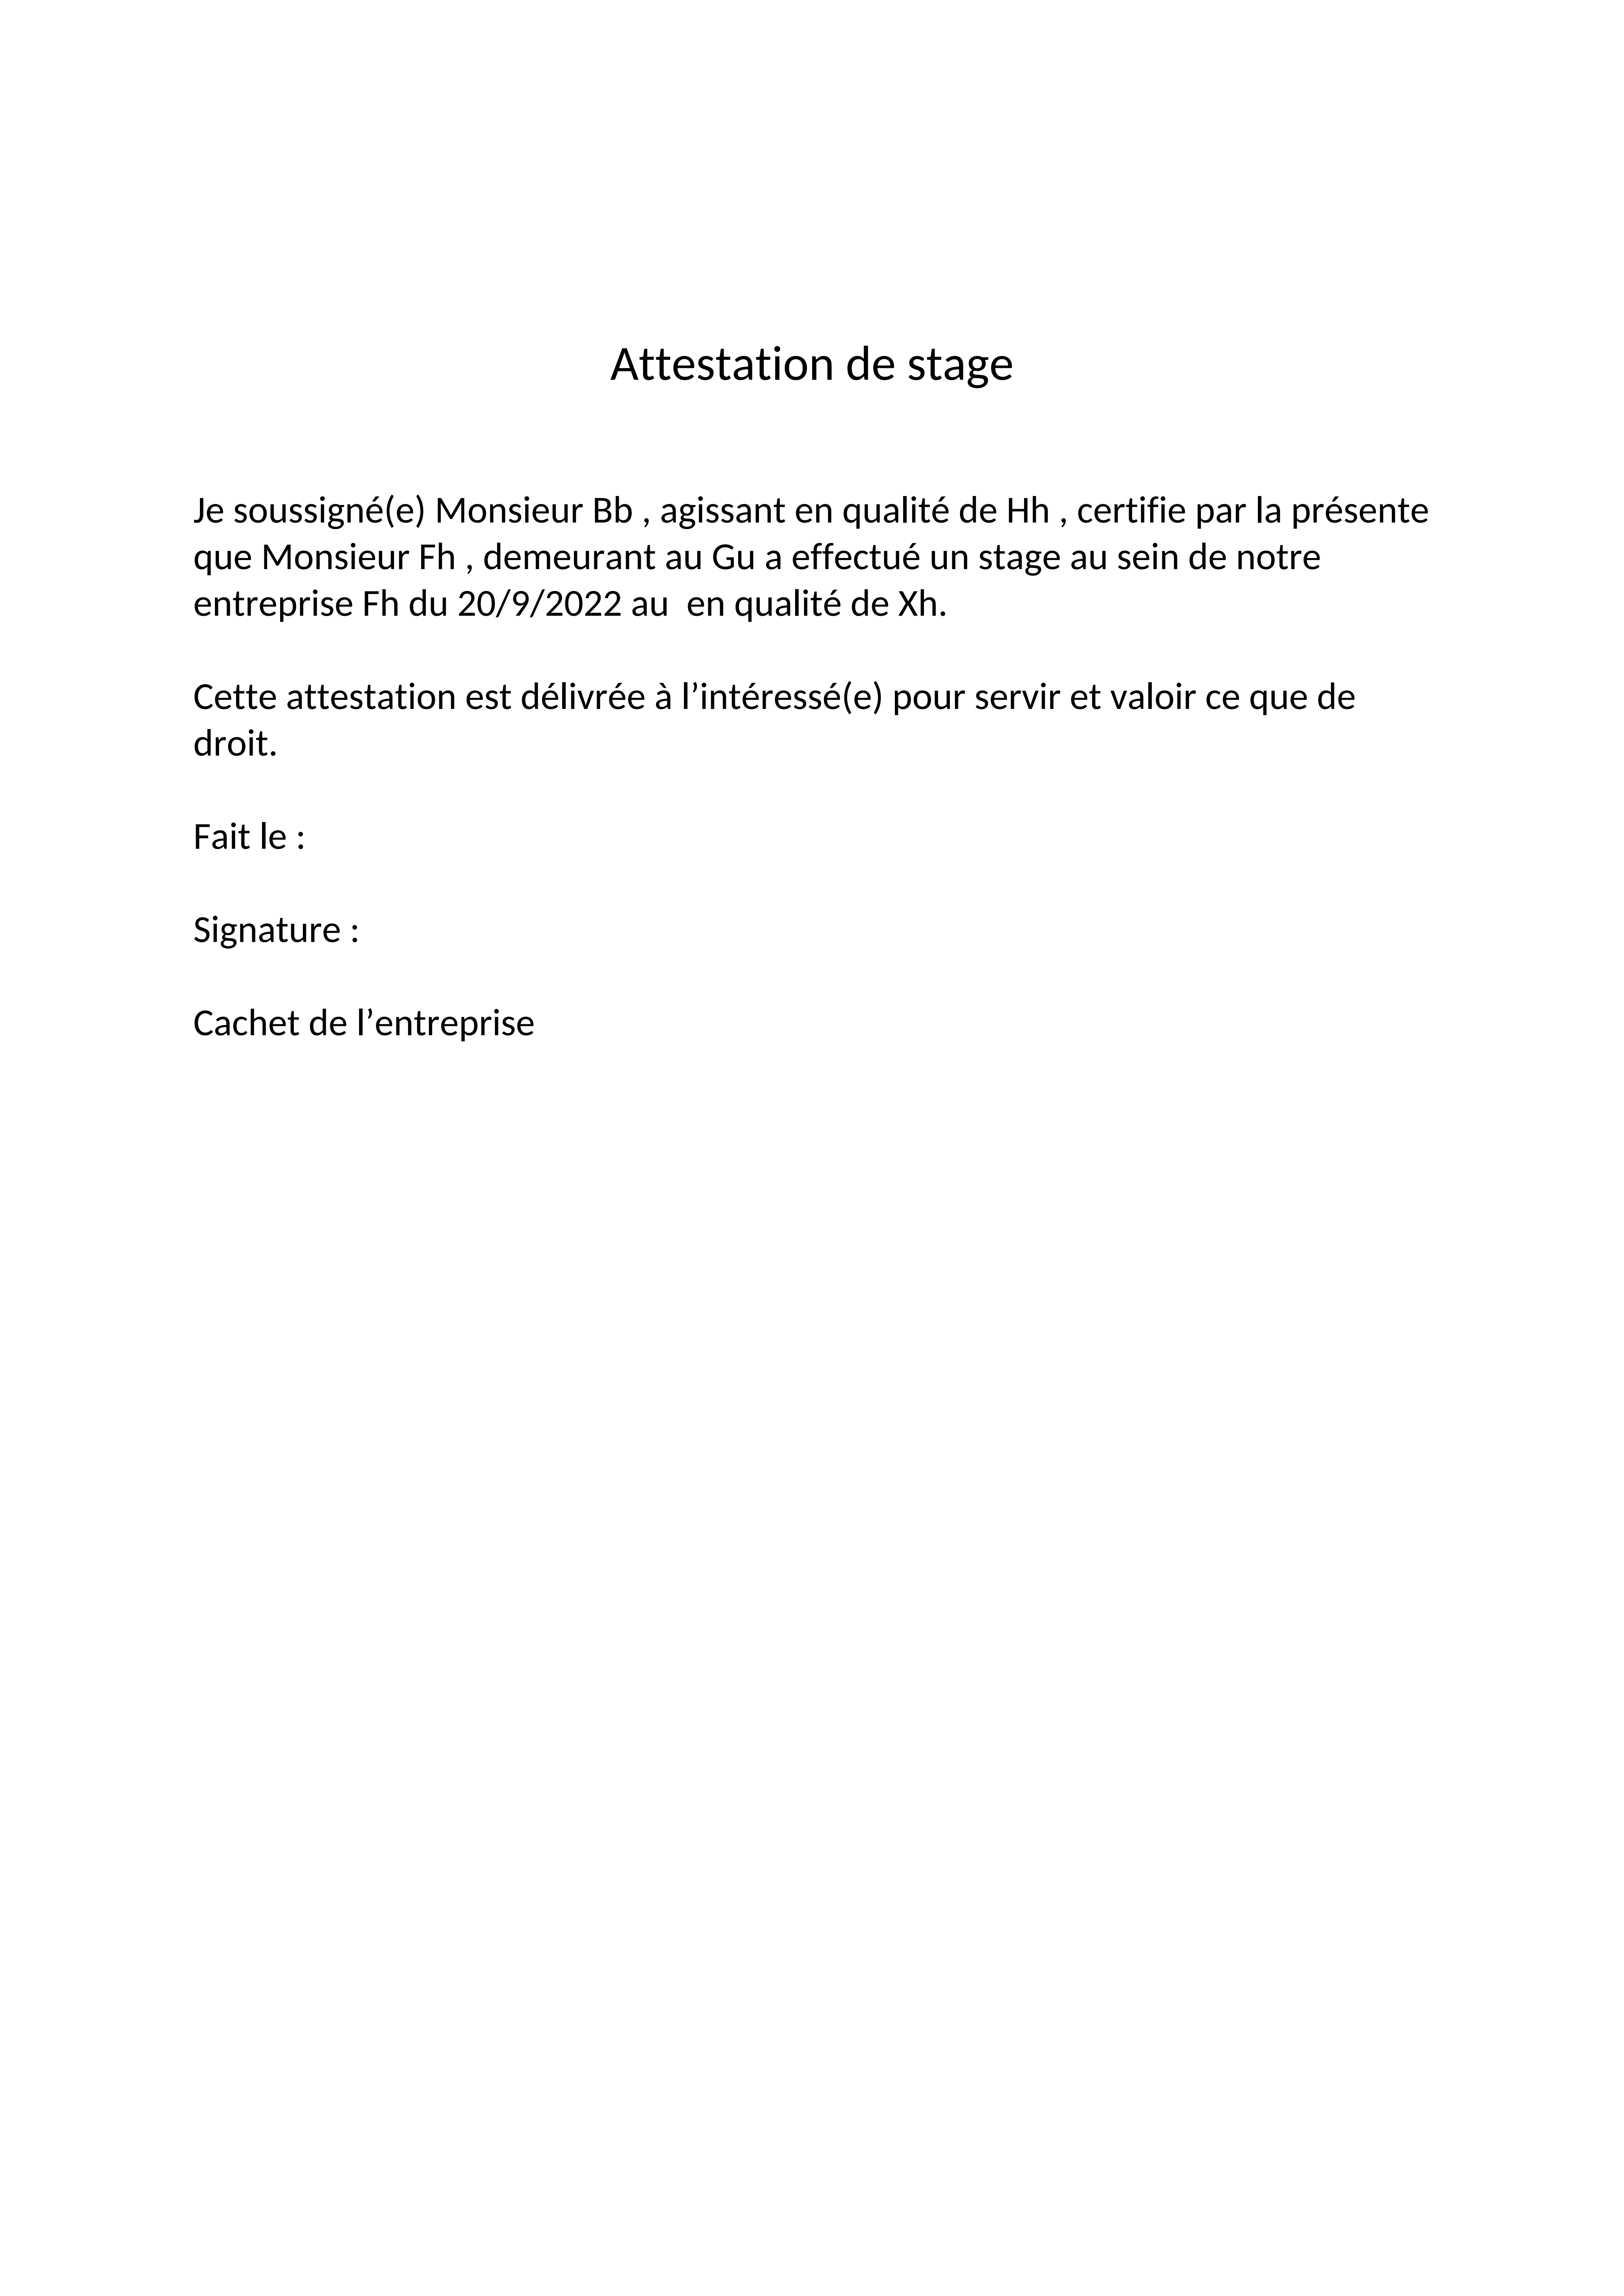 Attestation de stage
Je soussigné(e) Monsieur Bb , agissant en qualité de Hh , certifie par la présente
que Monsieur Fh , demeurant au Gu a effectué un stage au sein de notre
entreprise Fh du 20/9/2022 au  en qualité de Xh.
Cette attestation est délivrée à l’intéressé(e) pour servir et valoir ce que de
droit.
Fait le :
Signature :
Cachet de l’entreprise